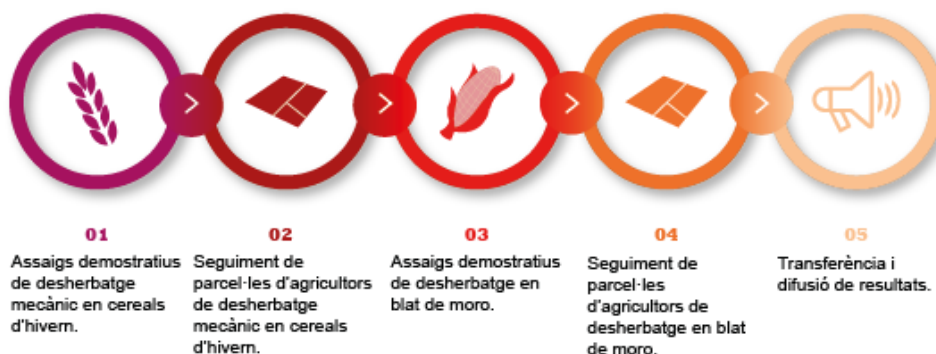 01
Assaigs demostratius
de desherbatge
mecànic en cereals
d'hivern.
02
Seguiment de
parcel·les d'agricultors
de desherbatge
mecànic en cereals
d'hivern.
03
Assaigs demostratius
de desherbatge en
blat de moro.
04
Seguiment de
parcel·les
d'agricultors de
desherbatge en blat
de moro.
05
Transferència i
difusió de resultats.